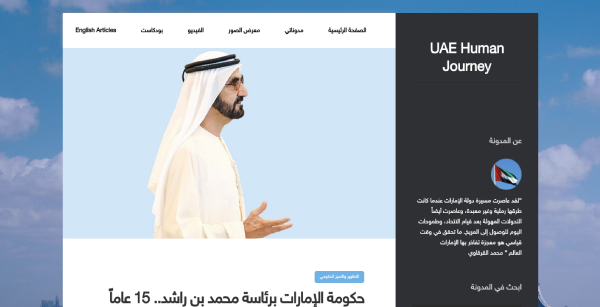 الصفحة الرئيسية
مدوناتي
معرض الصور
الفيديو
بودكاست
English Articles
UAE Human
Journey
عن المدونة
"لقد عاصرت مسيرة دولة الإمارات عندما كانت
طرقها رملية وغير معبدة، وعاصرت أيضاً
التحولات المهولة بعد قيام الاتحاد، وطموحات
اليوم للوصول إلى المريخ. ما تحقق في وقت
قياسي هو معجزة تفاخر بها الإمارات
العالم " محمد القرقاوي
ابحث في المدونة
التطوير والتميز الحكومي
حكومة الإمارات برئاسة محمد بن راشد.. 15 عاماً